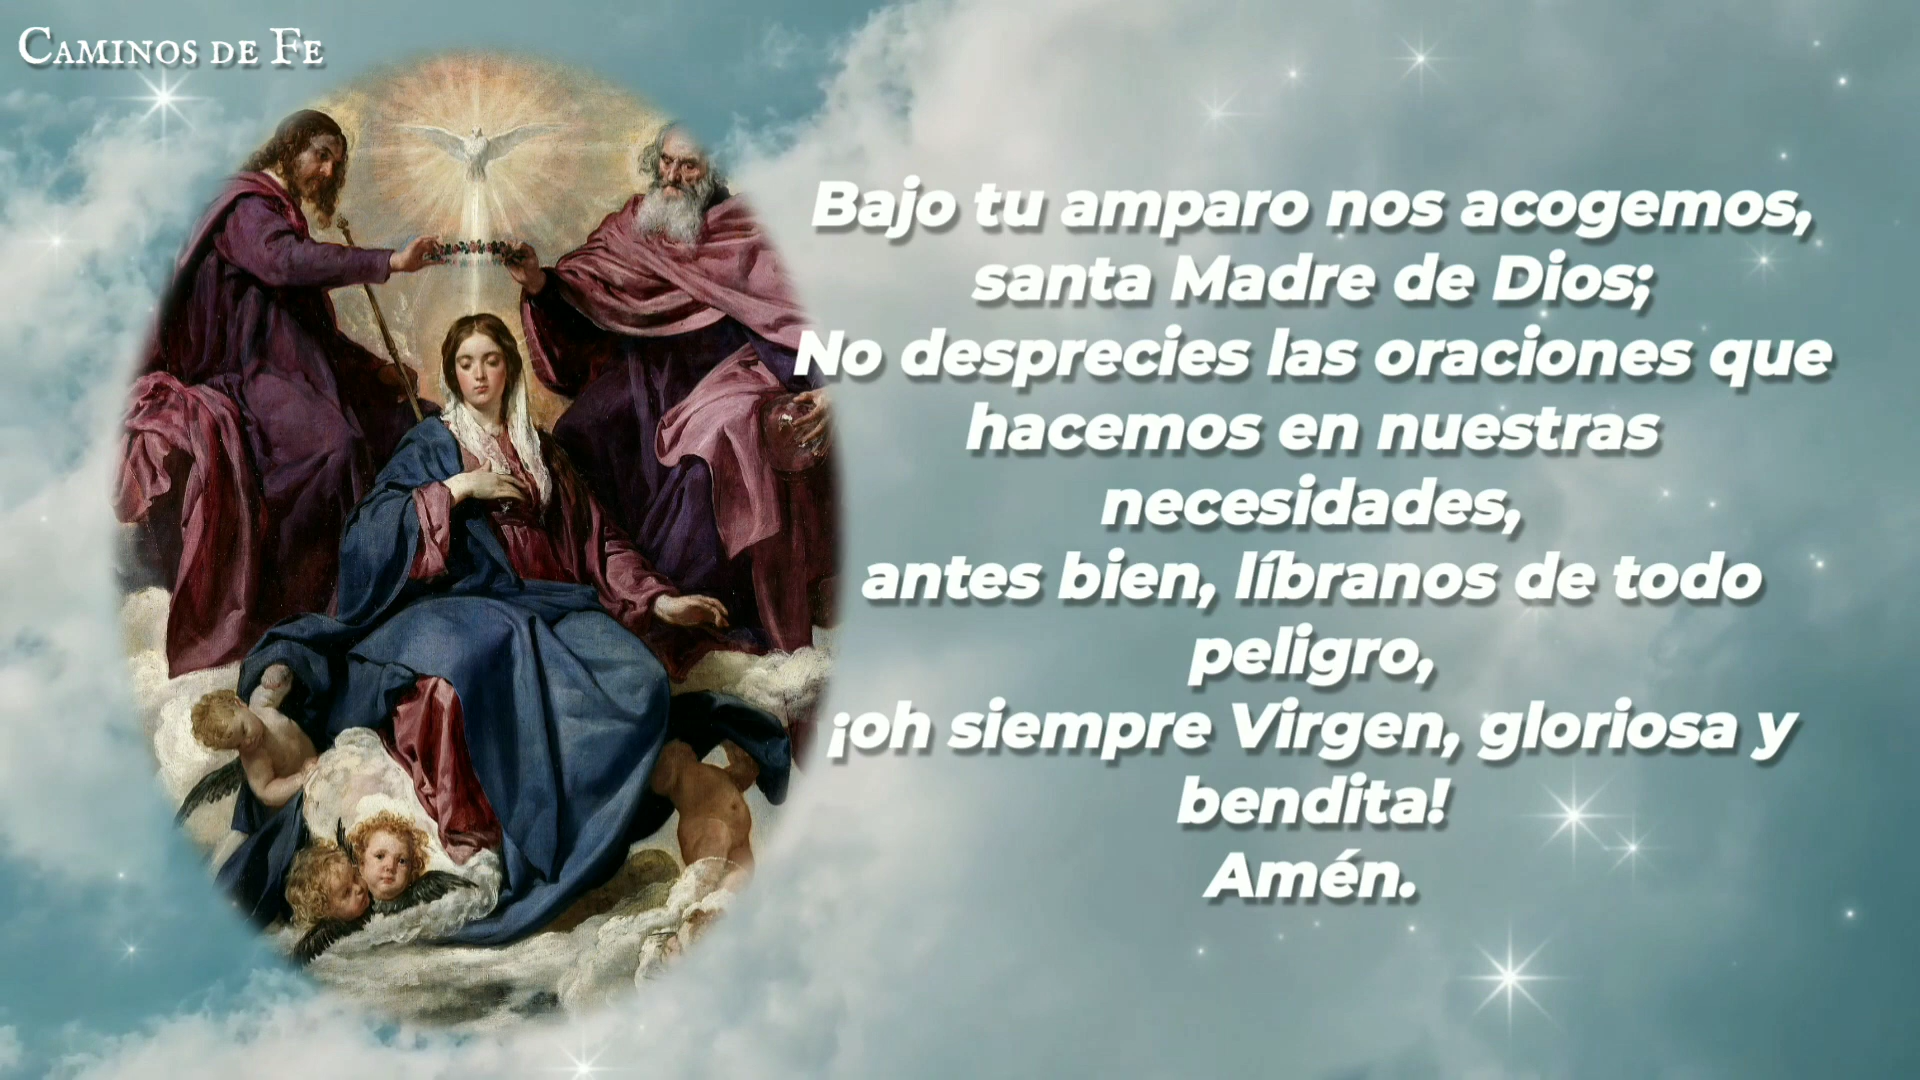 Caminos de Fe
Bajo tu amparo nos acogemos,
santa Madre de Dios;
No desprecies las oraciones que
hacemos en nuestras
necesidades,
antes bien, líbranos de todo
peligro,
¡oh siempre Virgen, gloriosa y
bendita!
Amén.